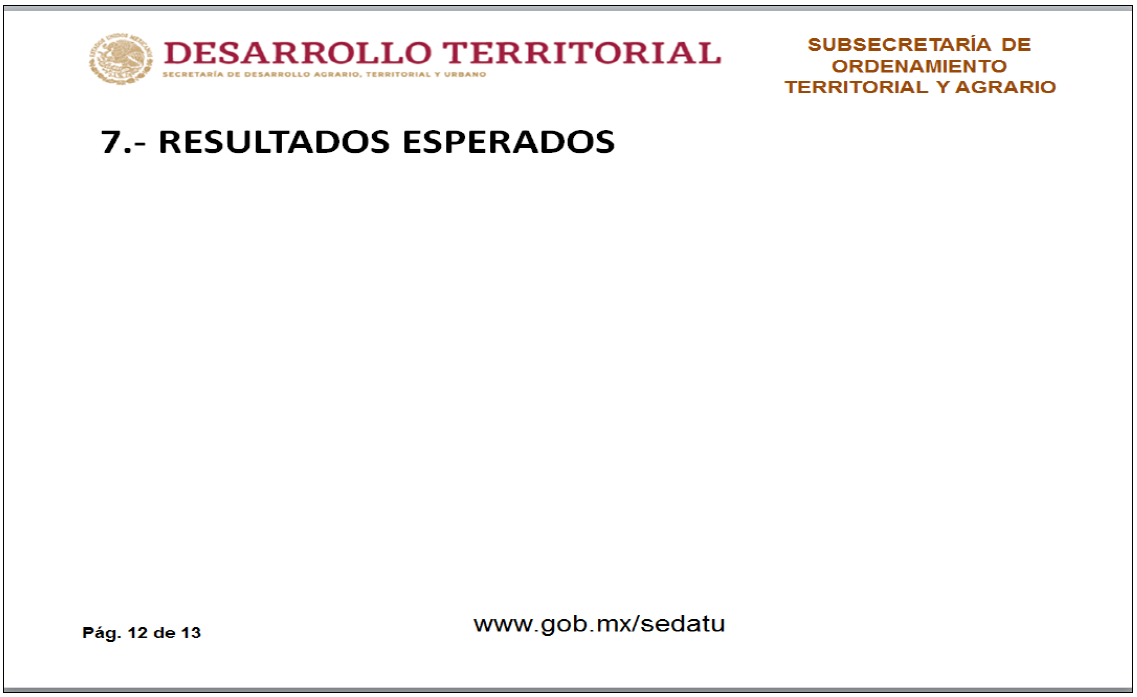 DESARROLLO TERRITORIAL
SECRETARÍA DE DESARROLLO AGRARIO, TERRITORIAL Y URBANO
SUBSECRETARÍA DE
ORDENAMIENTO
TERRITORIAL Y AGRARIO
7.- RESULTADOS ESPERADOS
Pág. 12 de 13
www.gob.mx/sedatu